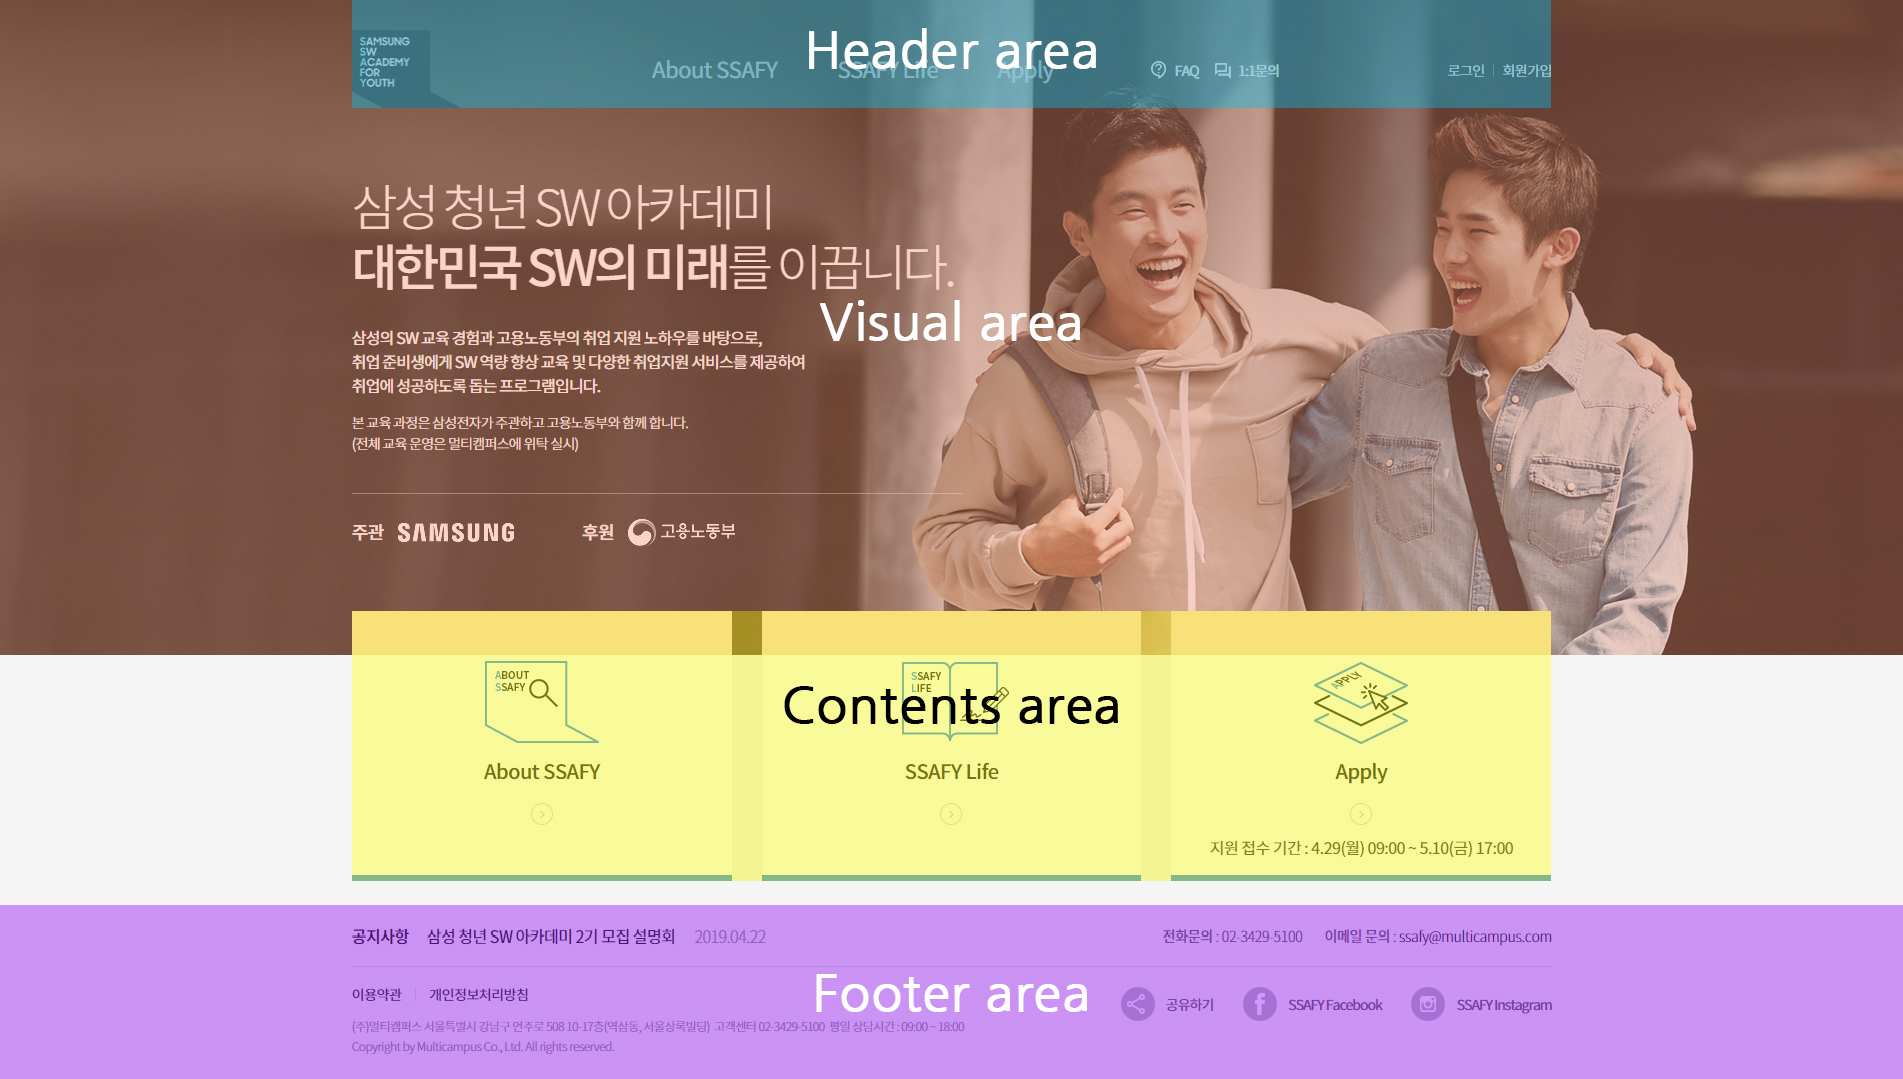 Header area
SAMSUNG
SW
ACADEMY
FOR
YOUTH
About SSAFY
SSAFY Life
Apply
FAQ
1:1문의
로그인
회원가입
삼성 청년 SW 아카데미
대한민국 SW의 미래를 이끕니다.
Visual area
삼성의 SW 교육 경험과 고용노동부의 취업 지원 노하우를 바탕으로,
취업 준비생에게 SW 역량 향상 교육 및 다양한 취업지원 서비스를 제공하여
취업에 성공하도록 돕는 프로그램입니다.
본 교육 과정은 삼성전자가 주관하고 고용노동부와 함께 합니다.
(전체 교육 운영은 멀티캠퍼스에 위탁 실시)
주관 SAMSUNG
후원 고용노동부
ABOUT
SSAFY
SSAFY
LIFE
APPLY
Contents area
About SSAFY
SSAFY Life
Apply
지원 접수 기간 : 4.29(월) 09:00 ~ 5.10(금) 17:00
공지사항 삼성 청년 SW 아카데미 2기 모집 설명회 2019.04.22
전화문의 : 02-3429-5100 이메일 문의 : ssafy@multicampus.com
Footer area
이용약관 개인정보처리방침
공유하기
SSAFY Facebook
SSAFY Instagram
(주)멀티캠퍼스 서울특별시 강남구 언주로 508 10-17층(역삼동, 서울상록빌딩) 고객센터 02-3429-5100 평일 상담시간 : 09:00 ~ 18:00
Copyright by Multicampus Co., Ltd. All rights reserved.